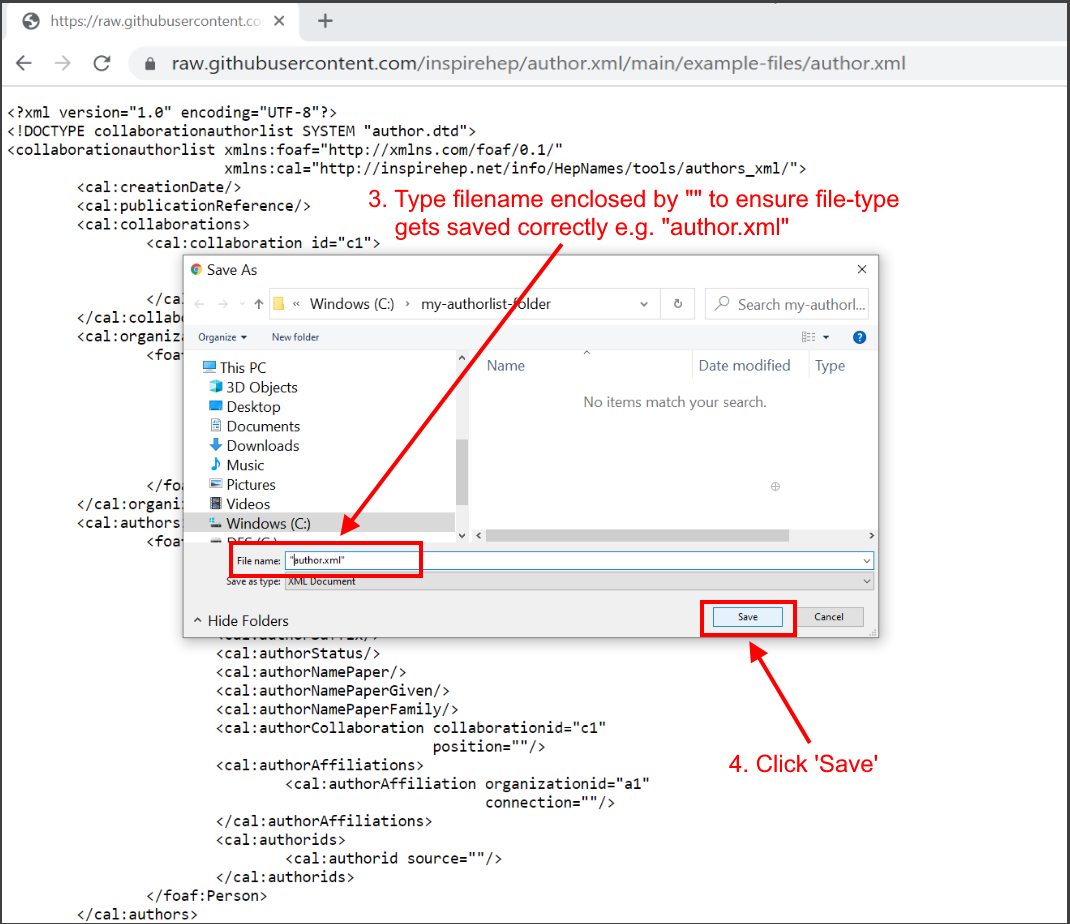 https://raw.githubusercontent.co
raw.githubusercontent.com/inspirehep/author.xml/main/example-files/author.xml
<?xml version="1.0" encoding="UTF-8"?>
<!DOCTYPE collaborationauthorlist SYSTEM "author.dtd">
<collaborationauthorlist xmlns:foaf="http://xmlns.com/foaf/0.1/"
xmlns:cal="http://inspirehep.net/info/HepNames/tools/authors_xml/">
<cal:creationDate/>
<cal:publicationReference/>
<cal:collaborations>
<cal:collaboration id="c1">
3. Type filename enclosed by "" to ensure file-type
gets saved correctly e.g. "author.xml"
</ca
</cal:collab
<cal:organiza
<foa
</foa
</cal:organi
<cal:authors
<foa
Save As
« Windows (C:) › my-authorlist-folder
Search my-authorl...
Organize
New folder
This PC
3D Objects
Desktop
Documents
Downloads
Music
Pictures
Videos
Windows (C:)
Name
Date modified
Type
No items match your search.
File name: "author.xml"
Save as type: XML Document
Hide Folders
Save
Cancel
<cal:authorStatus/>
<cal:authorNamePaper/>
<cal:authorNamePaperGiven/>
<cal:authorNamePaperFamily/>
<cal:authorCollaboration collaborationid="c1"
position=""/>
<cal:authorAffiliations>
<cal:authorAffiliation organizationid="a1"
connection=""/>
</cal:authorAffiliations>
<cal:authorids>
<cal:authorid source=""/>
</cal:authorids>
</foaf:Person>
</cal:authors>
4. Click 'Save'